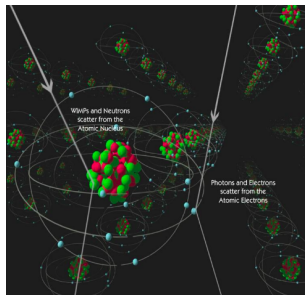 WIMPs and Neutrons
scatter from the
Atomic Nucleus
Photons and Electrons
scatter from the
Atomic Electrons